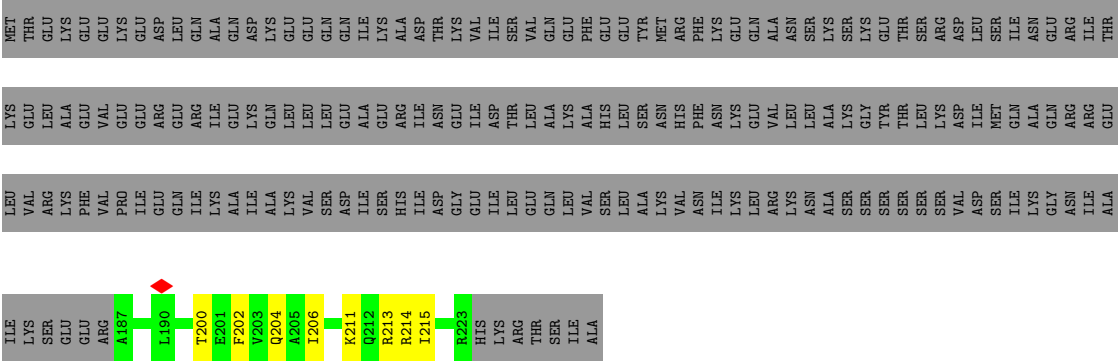 MET THR GLU LYS GLU GLU LYS GLU ASP LEU GLN ALA GLN ASP LYS GLU GLU GLN GLN ILE LYS ALA ASP THR LYS VAL ILE SER VAL GLN GLU PHE GLU GLU TYR MET ARG PHE LYS GLU GLN ALA ASN SER LYS SER LYS GLU THR SER ARG ASP LEU SER ILE ASN GLU ARG ILE THR
LYS GLU LEU ALA GLU VAL GLU GLU ARG GLU ARG ILE GLU LYS GLN LEU LEU LEU GLU ALA GLU ARG ILE ASN GLU ILE ASP THR LEU ALA LYS ALA HIS LEU SER ASN HIS PHE ASN LYS GLU VAL LEU LEU ALA LYS GLY TYR THR LEU LYS ASP ILE MET GLN ALA GLN ARG ARG GLU
LEU VAL ARG LYS PHE VAL PRO ILE GLU GLN ILE LYS ALA ILE ALA LYS VAL SER ASP ILE SER HIS ILE ASP GLY GLU ILE LEU GLU GLN LEU VAL SER LEU ALA LYS VAL ASN ILE LYS LEU ARG LYS ASN ALA SER SER SER SER SER VAL ASP SER ILE LYS GLY ASN ILE ALA
ILE LYS SER GLU GLU ARG A187 L190 T200 E201 F202 V203 Q204 A205 I206 K211 Q212 R213 R214 I215 R223 HIS LYS ARG THR SER ILE ALA